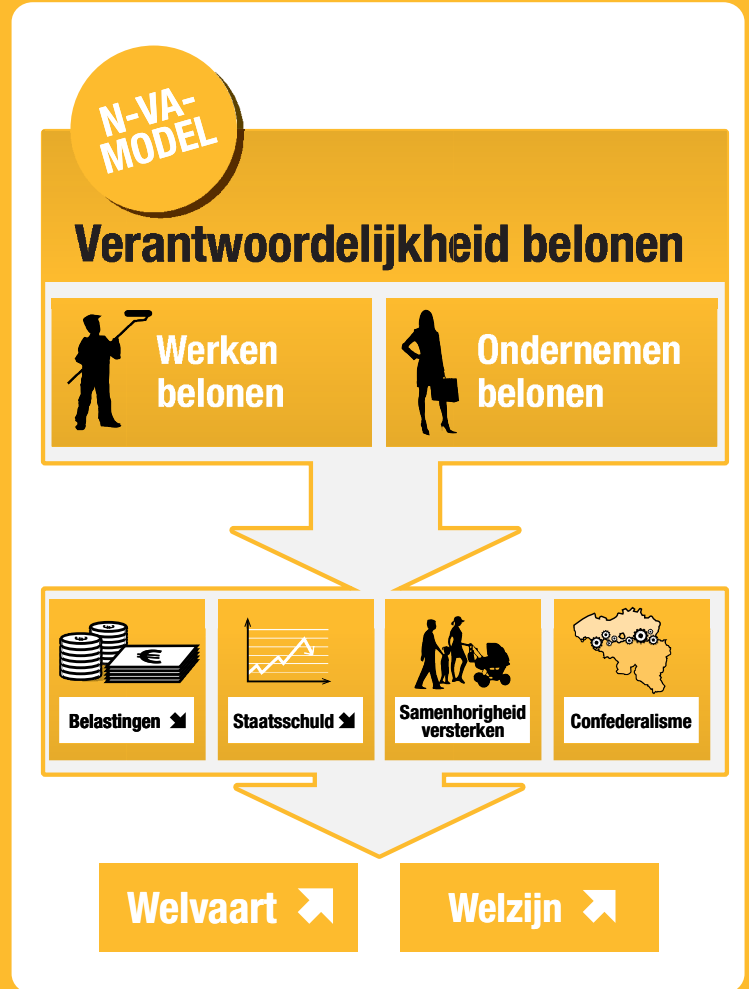 N-VA-
MODEL
Verantwoordelijkheid belonen
Werken
belonen
Ondernemen
belonen
€
Belastingen
Staatsschuld
Samenhorigheid
versterken
Confederalisme
Welvaart
Welzijn